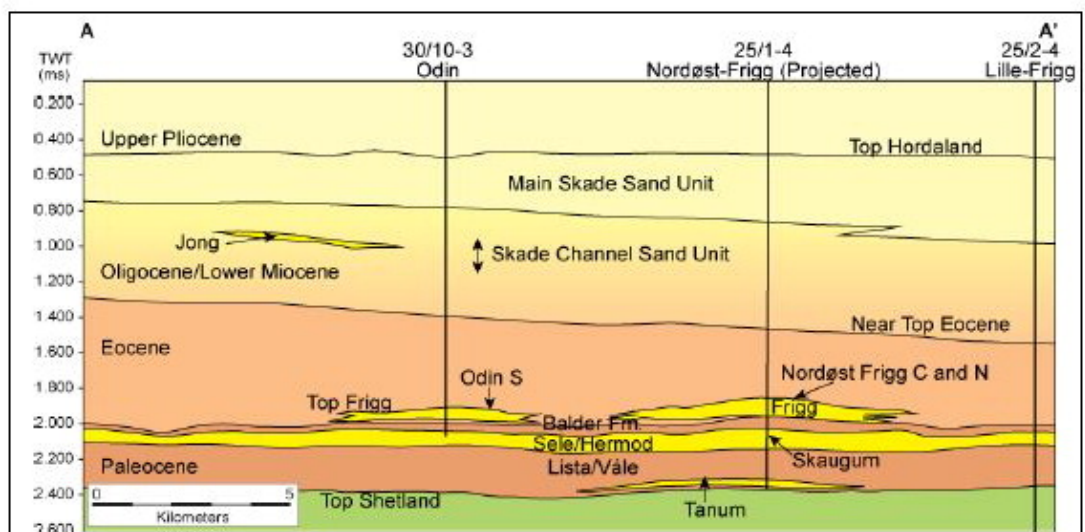 A
A'
TWT
(ms)
30/10-3
Odin
25/1-4
Nordøst-Frigg (Projected)
25/2-4
Lille-Frigg
0.200
0.400
0.600
0.800
1.000
1.200
1.400
1.600
1.800
2.000
2.200
2.400
2.600
Upper Pliocene
Top Hordaland
Main Skade Sand Unit
Jong
Skade Channel Sand Unit
Oligocene/Lower Miocene
Near Top Eocene
Eocene
Odin S
Nordøst Frigg C and N
Top Frigg
Frigg
Balder Fm.
Sele/Hermod
Paleocene
Lista/Våle
Skaugum
Top Shetland
Tanum
0 5
Kilometers